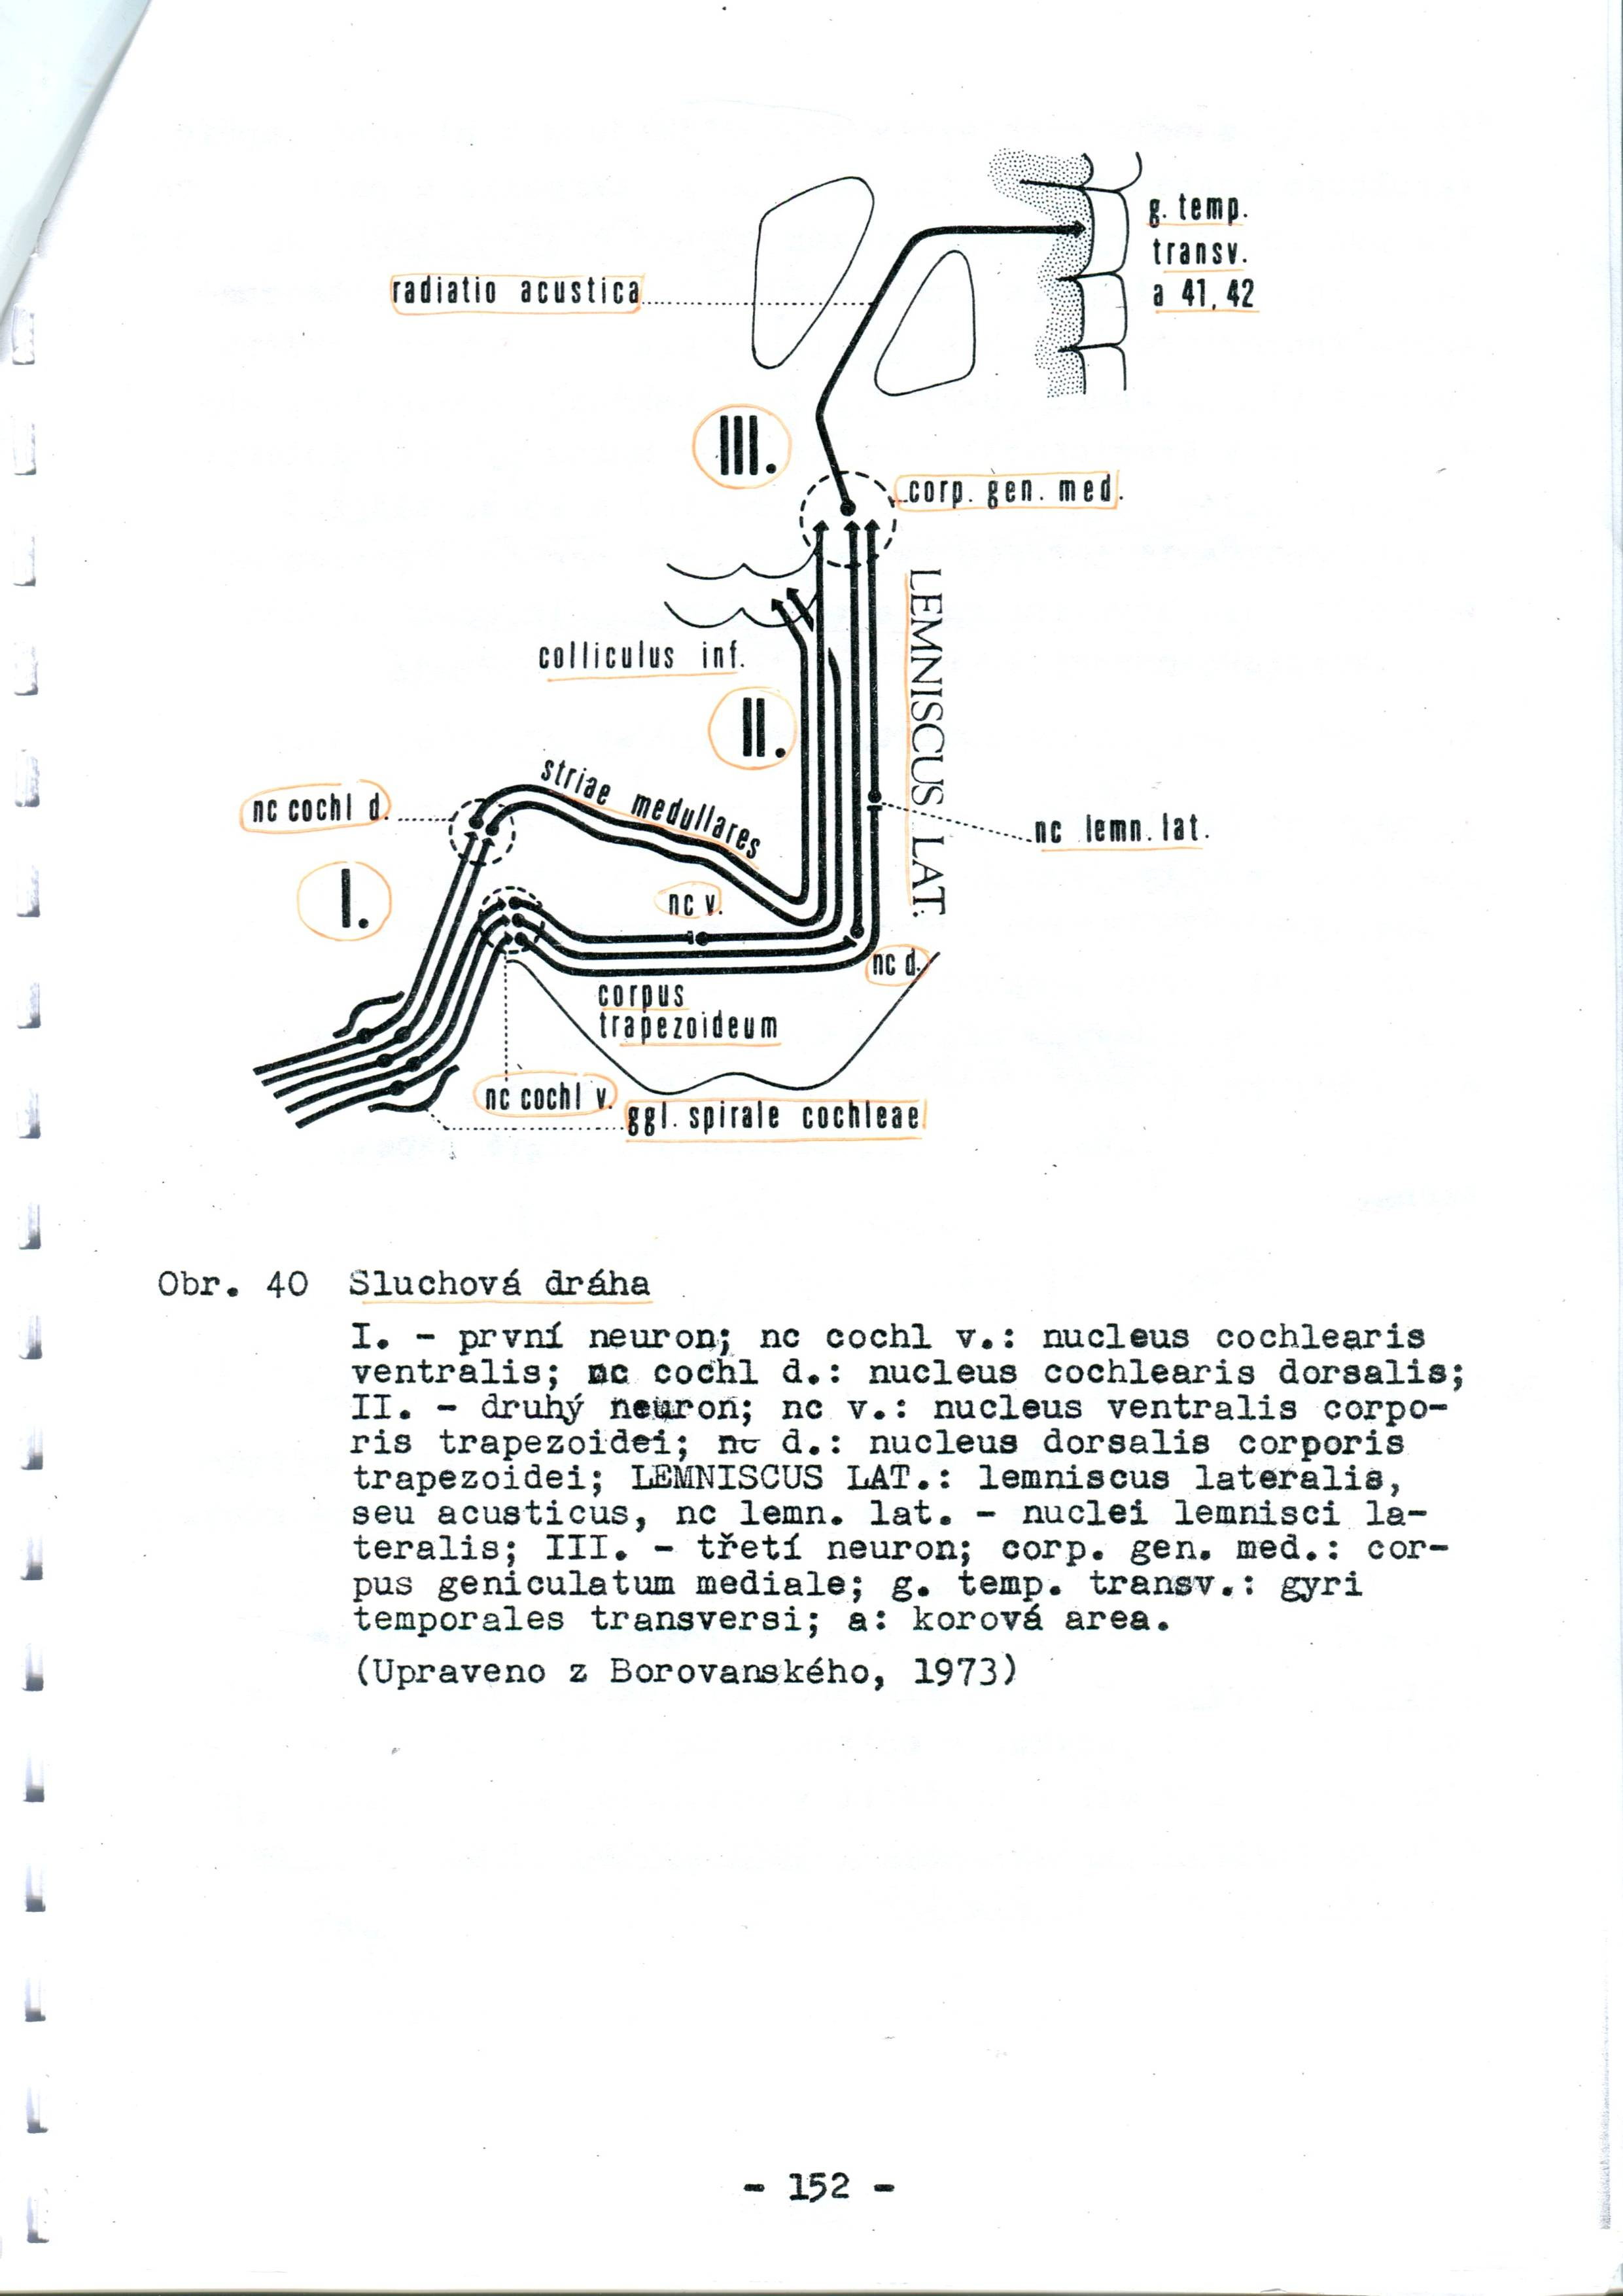 g. temp.
transv.
a 41, 42
radiatio acustica
III.
corp. gen. med.
LEMNISCUS LAT.
colliculus inf.
II.
striae medullares
nc cochl d.
nc lemn. lat.
I.
nc v.
nc d.
corpus
trapezoideum
nc cochl v.
ggl. spirale cochleae
Obr. 40 Sluchová dráha
I. - první neuron; nc cochl v.: nucleus cochlearis
ventralis; nc cochl d.: nucleus cochlearis dorsalis;
II. - druhý neuron; nc v.: nucleus ventralis corpo-
ris trapezoidei; nc d.: nucleus dorsalis corporis
trapezoidei; LEMNISCUS LAT.: lemniscus lateralis,
seu acusticus, nc lemn. lat. - nuclei lemnisci la-
teralis; III. - třetí neuron; corp. gen. med.: cor-
pus geniculatum mediale; g. temp. transv.: gyri
temporales transversi; a: korová area.
(Upraveno z Borovanského, 1973)
- 152 -